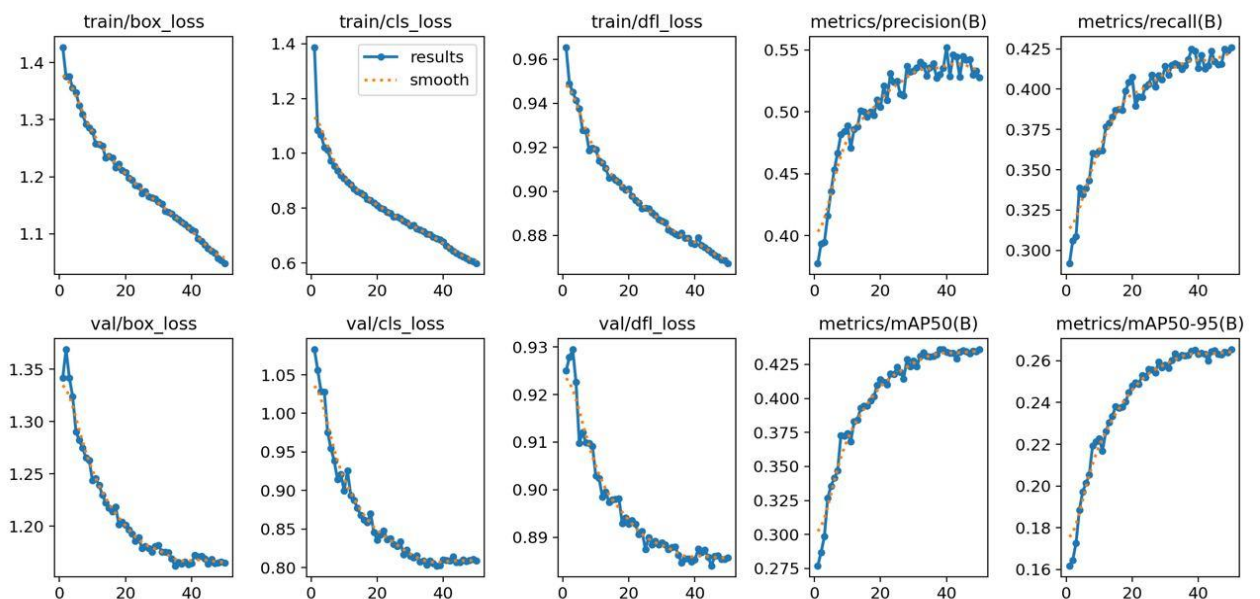 train/box_loss
train/cls_loss
train/dfl_loss
metrics/precision(B)
metrics/recall(B)
1.4
1.3
1.2
1.1
0 20 40
1.4
1.2
1.0
0.8
0.6
results
smooth
0 20 40
0.96
0.94
0.92
0.90
0.88
0 20 40
0.55
0.50
0.45
0.40
0 20 40
0.425
0.400
0.375
0.350
0.325
0.300
0 20 40
val/box_loss
val/cls_loss
val/dfl_loss
metrics/mAP50(B)
metrics/mAP50-95(B)
1.35
1.30
1.25
1.20
0 20 40
1.05
1.00
0.95
0.90
0.85
0.80
0 20 40
0.93
0.92
0.91
0.90
0.89
0 20 40
0.425
0.400
0.375
0.350
0.325
0.300
0.275
0 20 40
0.26
0.24
0.22
0.20
0.18
0.16
0 20 40